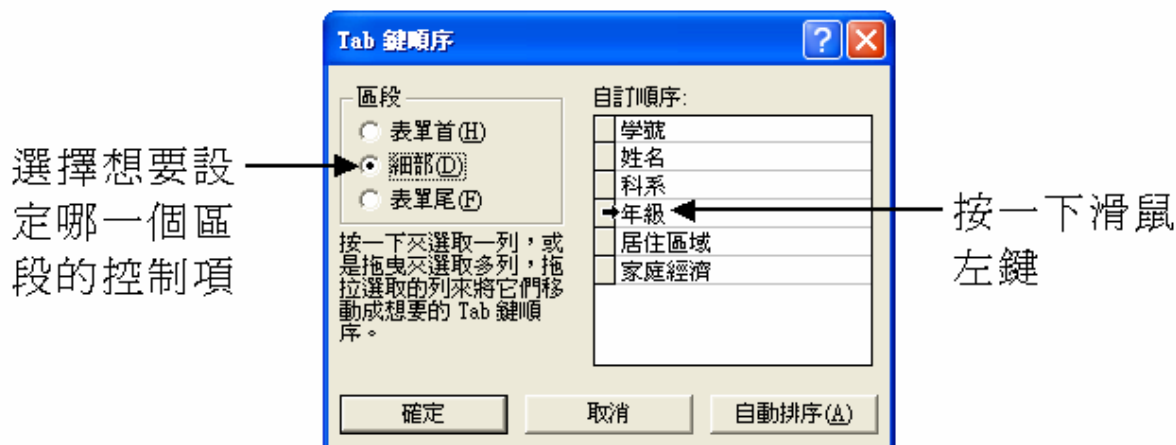 Tab 鍵順序
選擇想要設
定哪一個區
段的控制項
區段
表單首(H)
細部(D)
表單尾(F)
按一下來選取一列，或
是拖曳來選取多列，拖
拉選取的列來將它們移
動成想要的 Tab 鍵順
序。
自訂順序:
學號
姓名
科系
年級
居住區域
家庭經濟
按一下滑鼠
左鍵
確定
取消
自動排序(A)